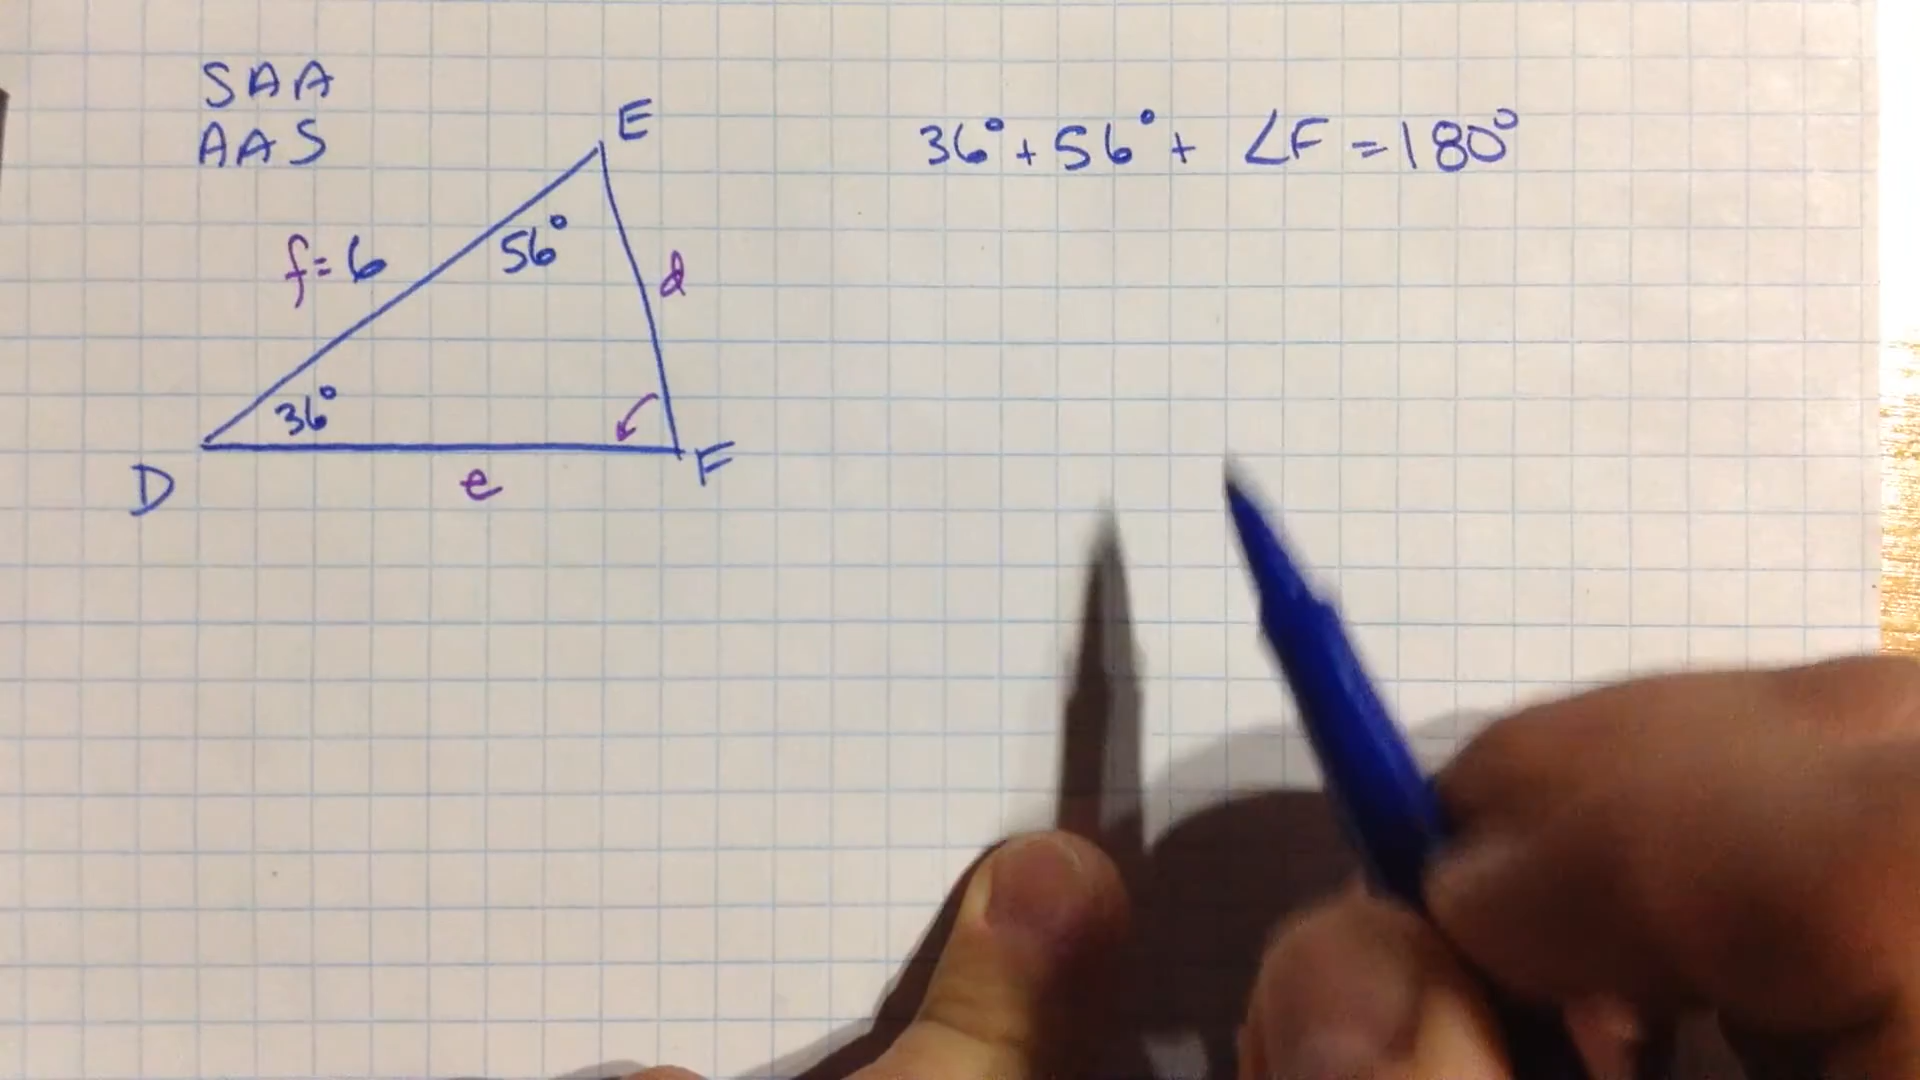 SAA
AAS
E
36° + 56° + ∠F = 180°
f = 6
56°
d
36°
D
e
F